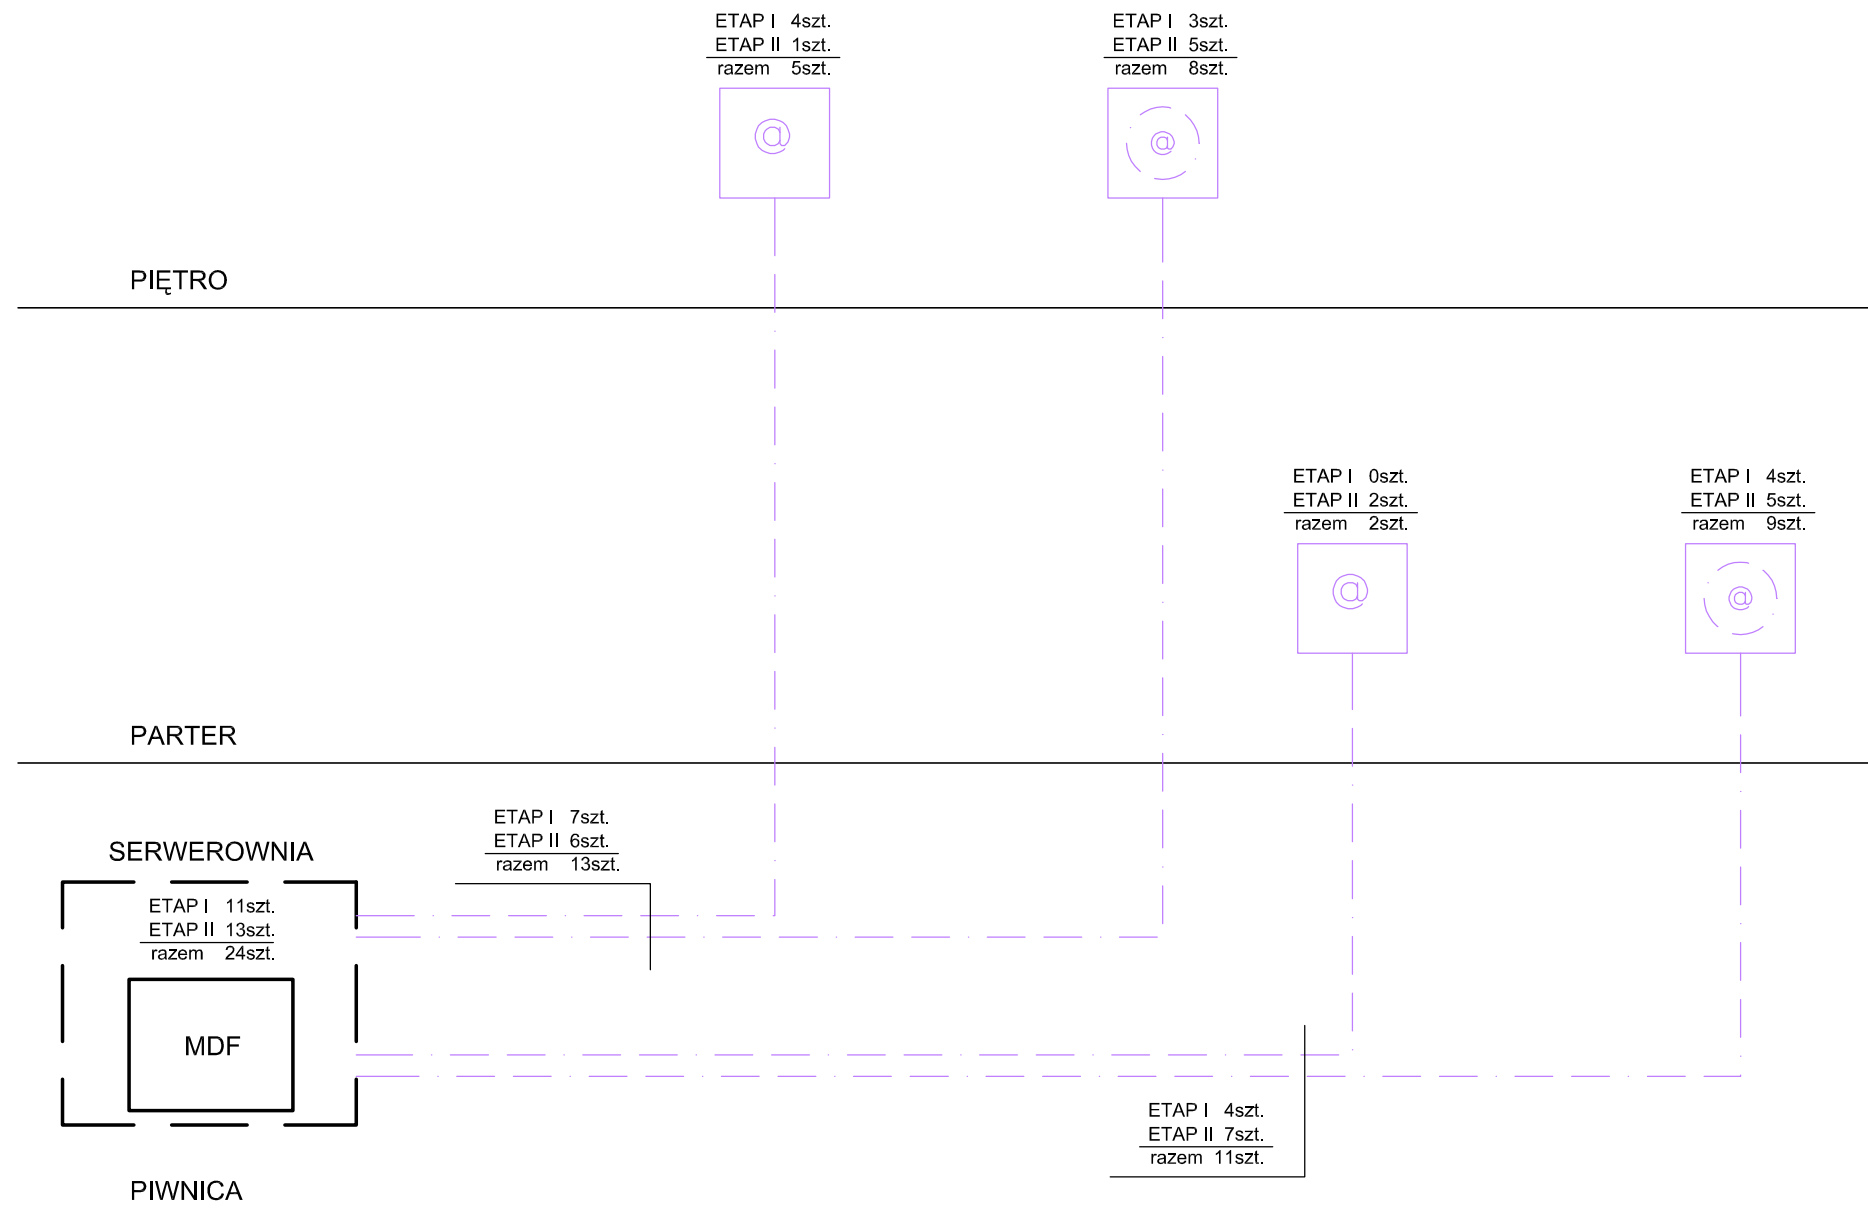 ETAP I 4szt.
ETAP II 1szt.
razem 5szt.
@
ETAP I 3szt.
ETAP II 5szt.
razem 8szt.
@
PIĘTRO
ETAP I 0szt.
ETAP II 2szt.
razem 2szt.
@
ETAP I 4szt.
ETAP II 5szt.
razem 9szt.
@
PARTER
ETAP I 7szt.
ETAP II 6szt.
razem 13szt.
SERWEROWNIA
ETAP I 11szt.
ETAP II 13szt.
razem 24szt.
MDF
ETAP I 4szt.
ETAP II 7szt.
razem 11szt.
PIWNICA